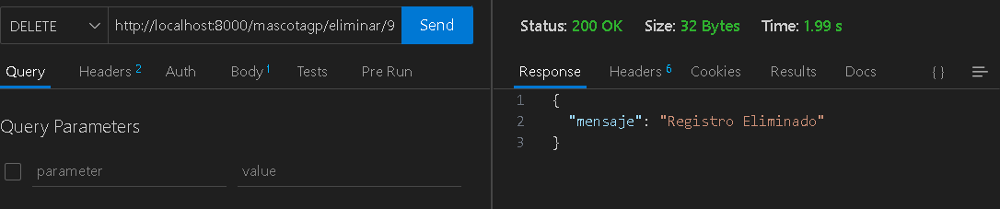 DELETE http://localhost:8000/mascotagp/eliminar/9 Send
Query Headers 2 Auth Body 1 Tests Pre Run
Query Parameters
parameter value
Status: 200 OK Size: 32 Bytes Time: 1.99 s
Response Headers 6 Cookies Results Docs {}
1 {
2 "mensaje": "Registro Eliminado"
3 }